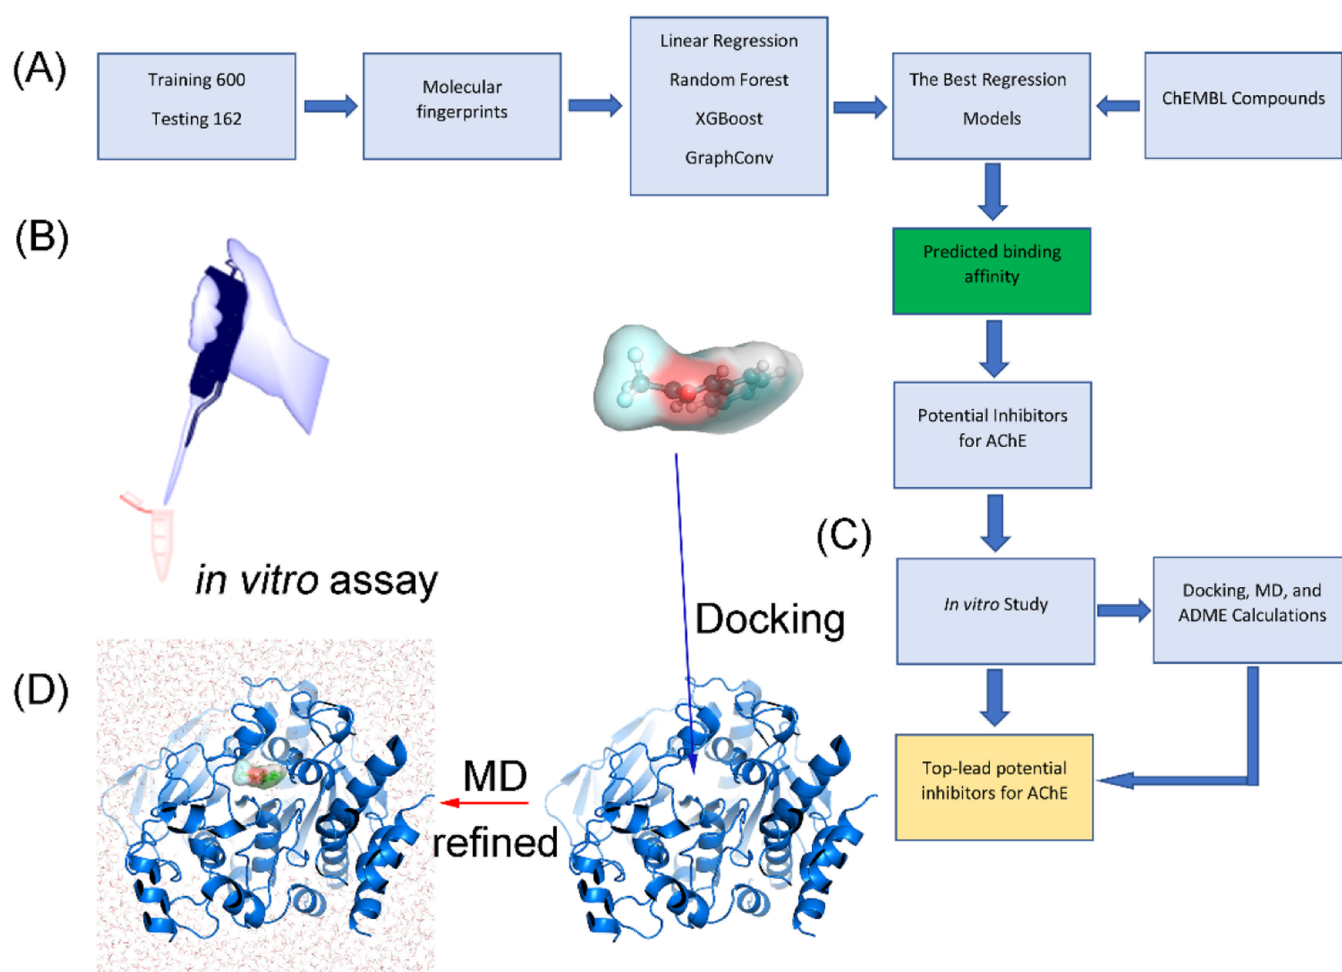 (A)
Training 600
Testing 162
Molecular
fingerprints
Linear Regression
Random Forest
XGBoost
GraphConv
The Best Regression
Models
ChEMBL Compounds
Predicted binding
affinity
Potential Inhibitors
for AChE
(B)
in vitro assay
(C)
In vitro Study
Docking, MD, and
ADME Calculations
Top-lead potential
inhibitors for AChE
Docking
(D)
MD
refined